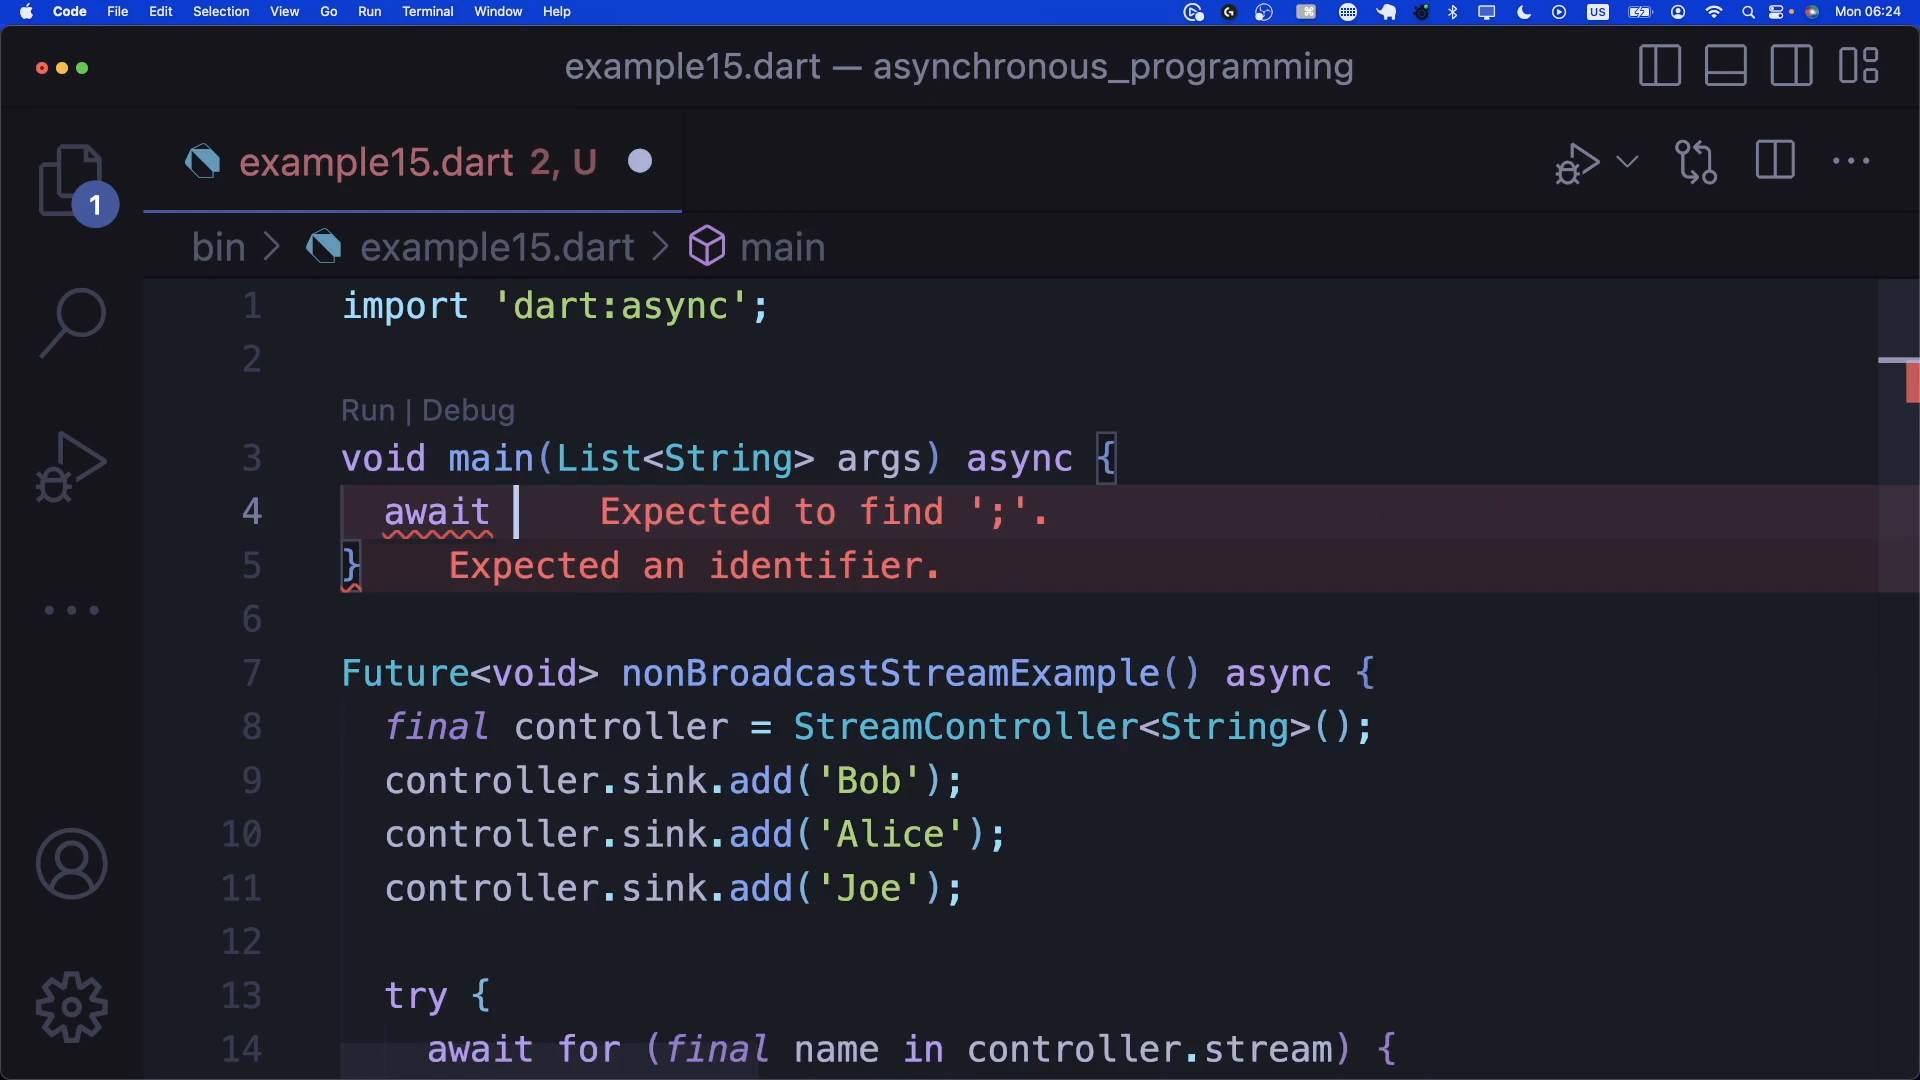 Code File Edit Selection View Go Run Terminal Window Help US Mon 06:24
example15.dart — asynchronous_programming
example15.dart 2, U
1
bin > example15.dart > main
1 import 'dart:async';
2
Run | Debug
3 void main(List<String> args) async {
4 await Expected to find ';'.
5 } Expected an identifier.
6
7 Future<void> nonBroadcastStreamExample() async {
8 final controller = StreamController<String>();
9 controller.sink.add('Bob');
10 controller.sink.add('Alice');
11 controller.sink.add('Joe');
12
13 try {
14 await for (final name in controller.stream) {